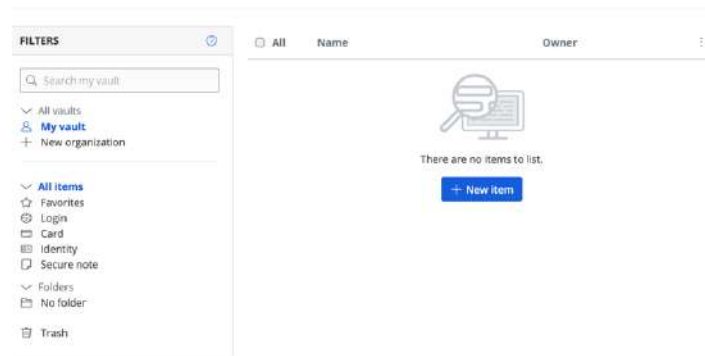 FILTERS
Search my vault
All vaults
My vault
New organization
All items
Favorites
Login
Card
Identity
Secure note
Folders
No folder
Trash
All Name Owner
There are no items to list.
+ New item